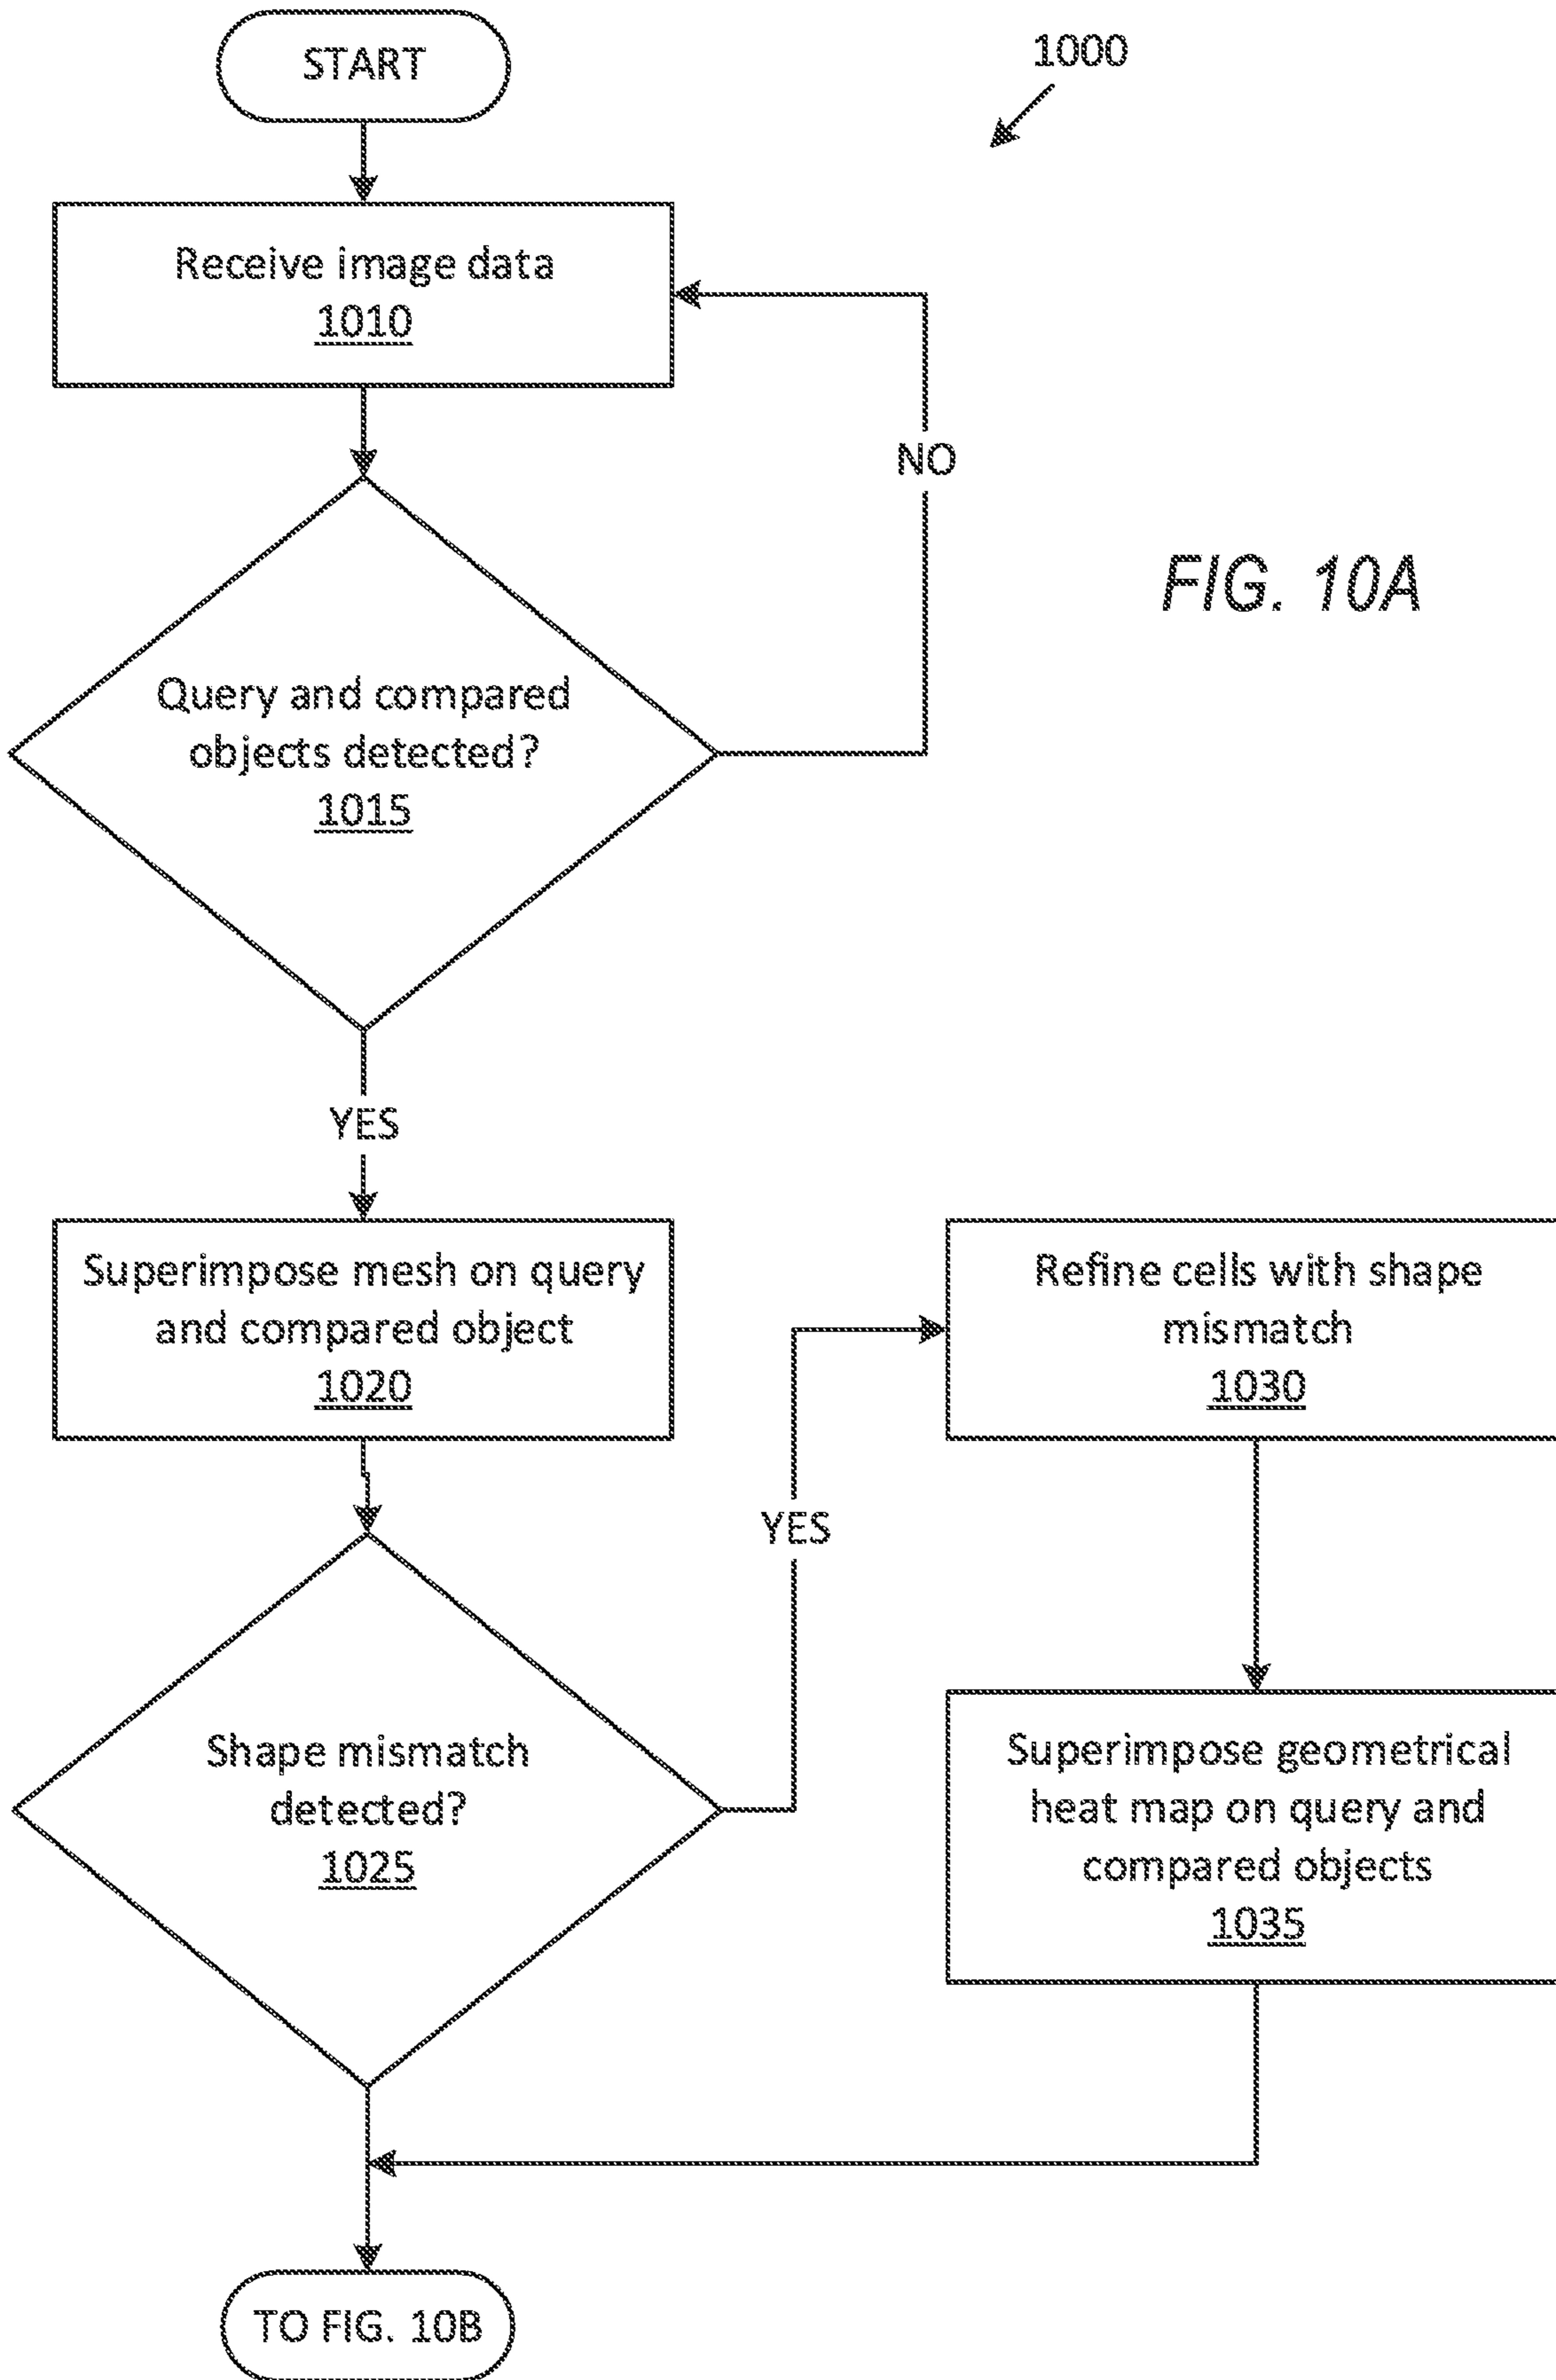 START
1000
Receive image data
1010
NO
FIG. 10A
Query and compared
objects detected?
1015
YES
Superimpose mesh on query
and compared object
1020
Refine cells with shape
mismatch
1030
YES
Shape mismatch
detected?
1025
Superimpose geometrical
heat map on query and
compared objects
1035
TO FIG. 10B